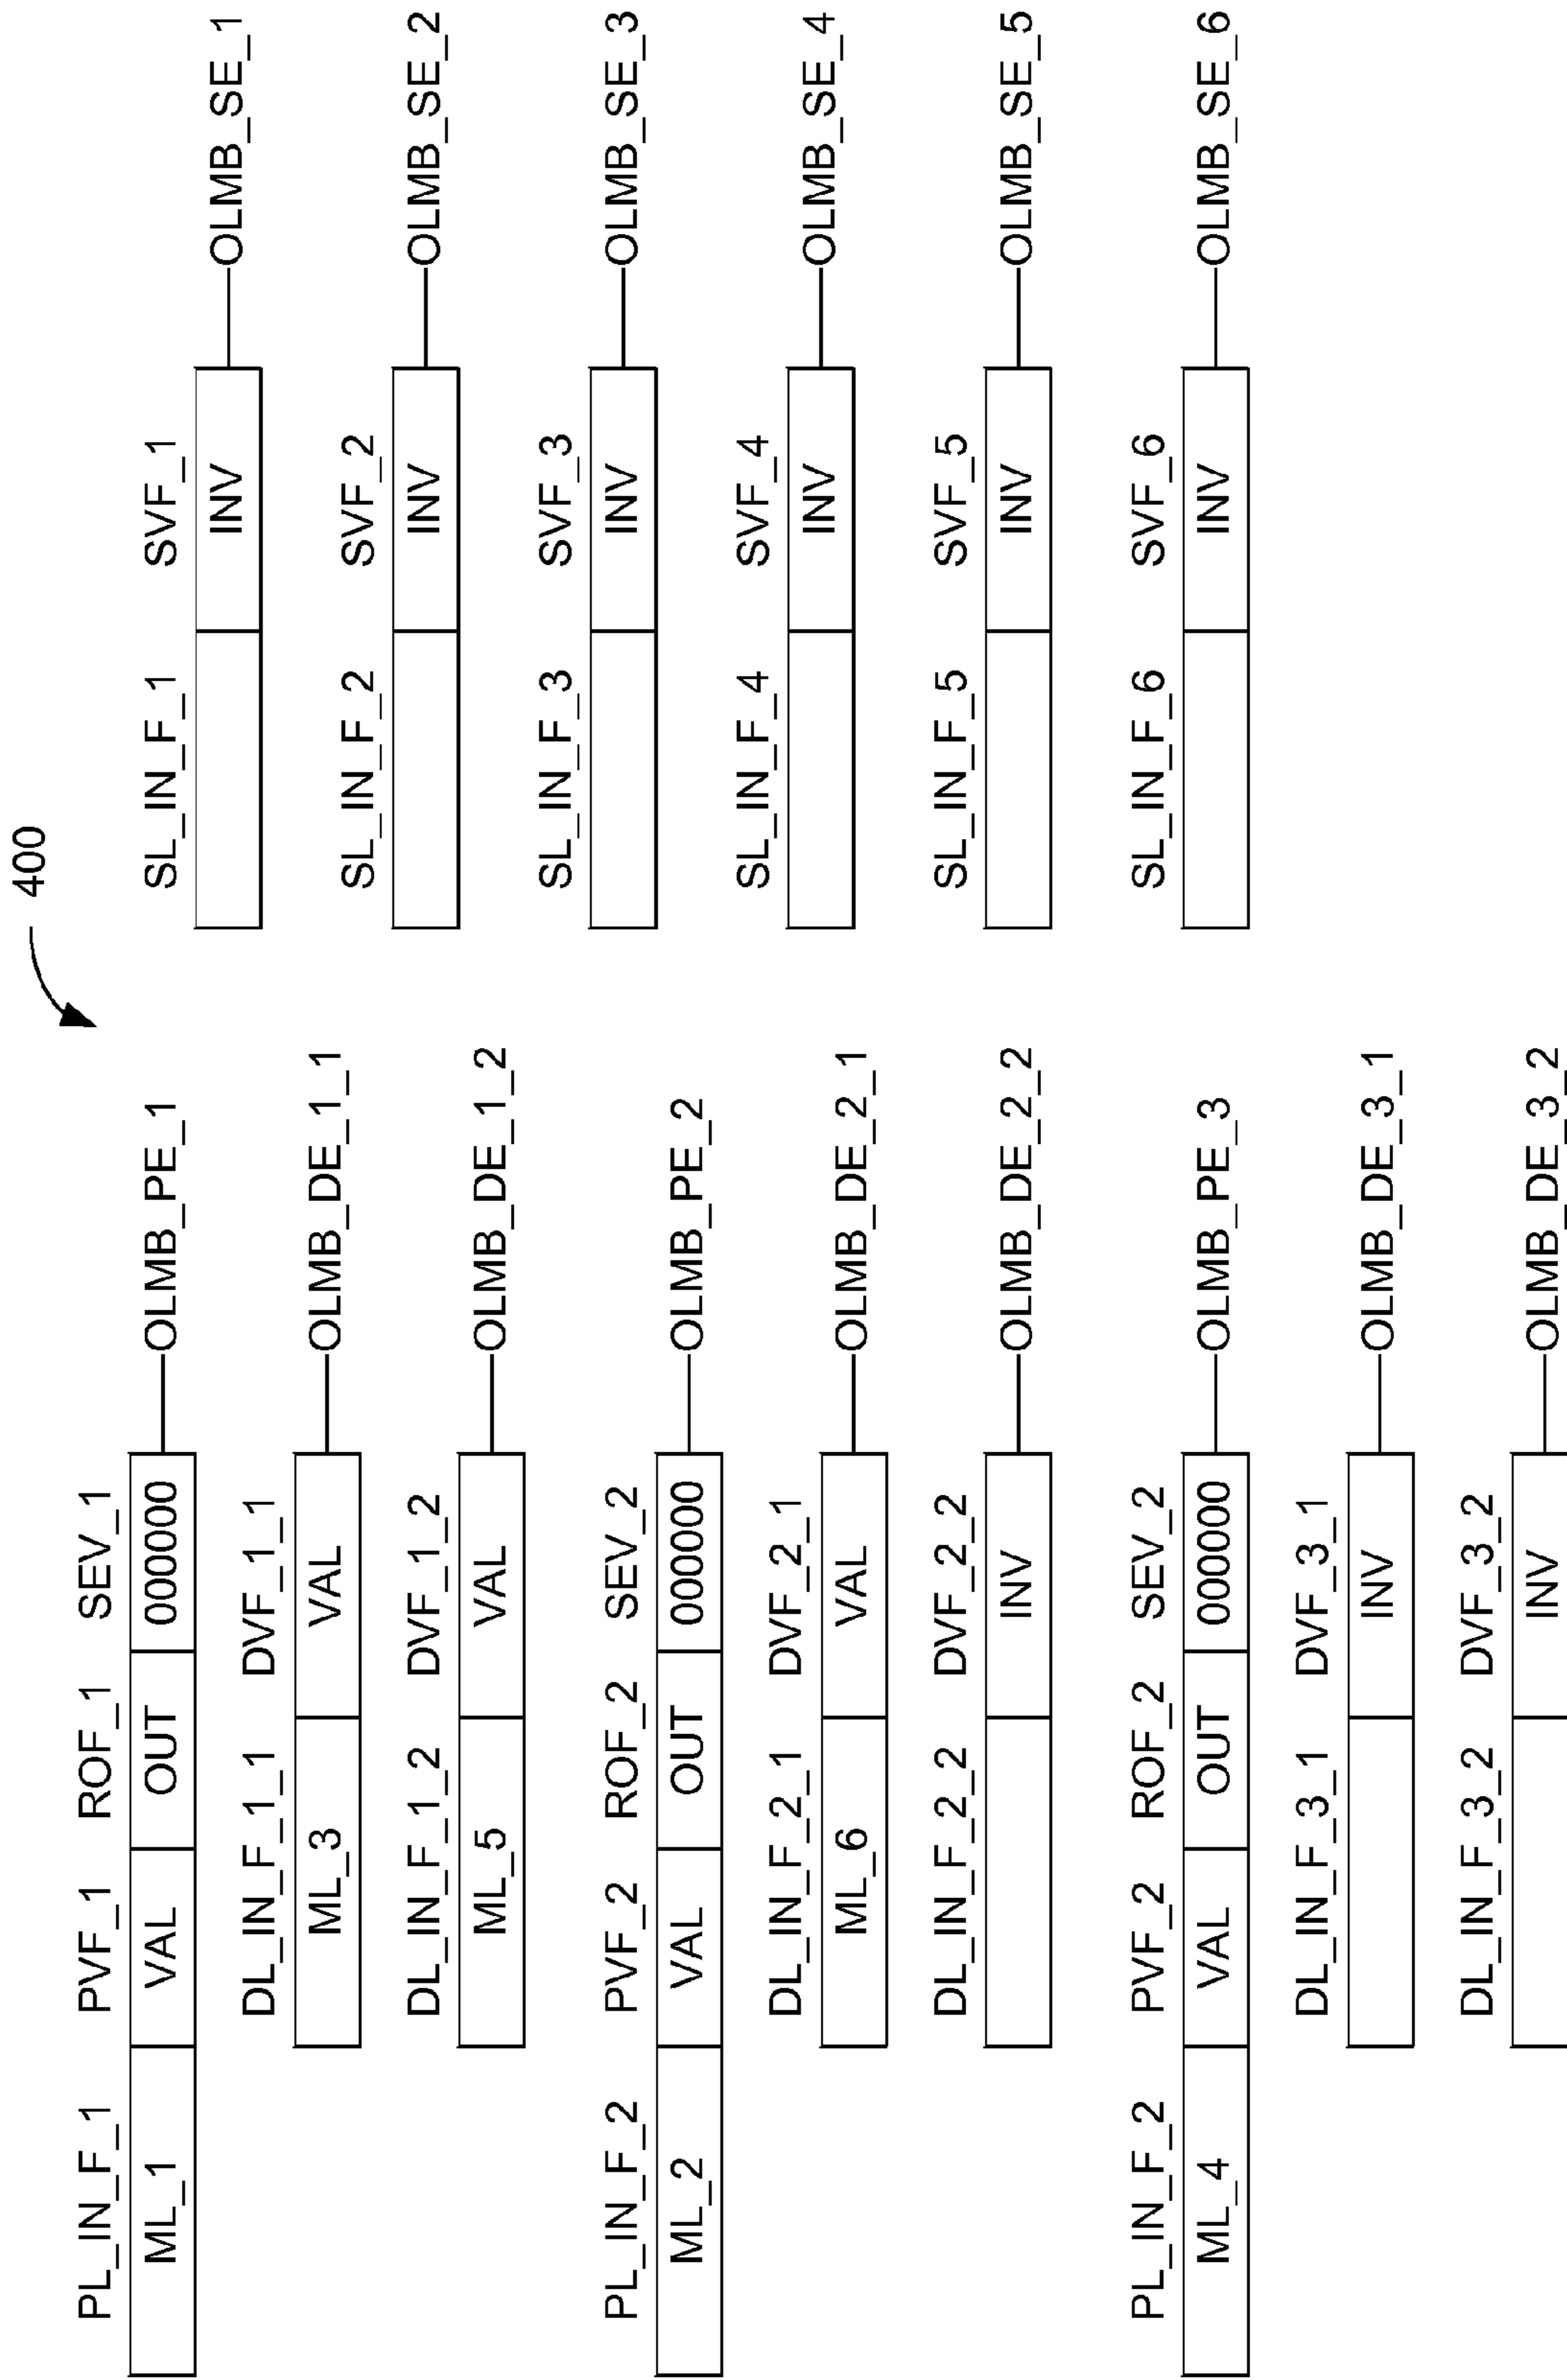 400
PL_IN_F_1 PVF_1 ROF_1 SEV_1
ML_1 VAL OUT 000000 OLMB_PE_1
DL_IN_F_1_1 DVF_1_1
ML_3 VAL OLMB_DE_1_1
DL_IN_F_1_2 DVF_1_2
ML_5 VAL OLMB_DE_1_2
PL_IN_F_2 PVF_2 ROF_2 SEV_2
ML_2 VAL OUT 000000 OLMB_PE_2
DL_IN_F_2_1 DVF_2_1
ML_6 VAL OLMB_DE_2_1
DL_IN_F_2_2 DVF_2_2
INV OLMB_DE_2_2
PL_IN_F_2 PVF_2 ROF_2 SEV_2
ML_4 VAL OUT 000000 OLMB_PE_3
DL_IN_F_3_1 DVF_3_1
INV OLMB_DE_3_1
DL_IN_F_3_2 DVF_3_2
INV OLMB_DE_3_2
SL_IN_F_1 SVF_1
INV OLMB_SE_1
SL_IN_F_2 SVF_2
INV OLMB_SE_2
SL_IN_F_3 SVF_3
INV OLMB_SE_3
SL_IN_F_4 SVF_4
INV OLMB_SE_4
SL_IN_F_5 SVF_5
INV OLMB_SE_5
SL_IN_F_6 SVF_6
INV OLMB_SE_6